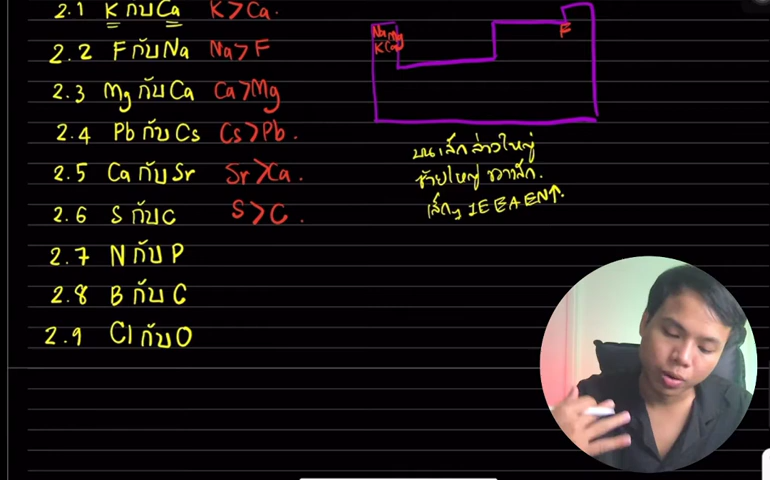 2.1 K กับ Ca K > Ca
2.2 F กับ Na Na > F
2.3 Mg กับ Ca Ca > Mg
2.4 Pb กับ Cs Cs > Pb.
2.5 Ca กับ Sr Sr > Ca.
2.6 S กับ C S > C.
2.7 N กับ P
2.8 B กับ C
2.9 Cl กับ O
Na Mg
K Ca
F
บนเล็ก ล่างใหญ่
ซ้ายใหญ่ ขวาเล็ก.
เล็กๆ IE EA EN↑.